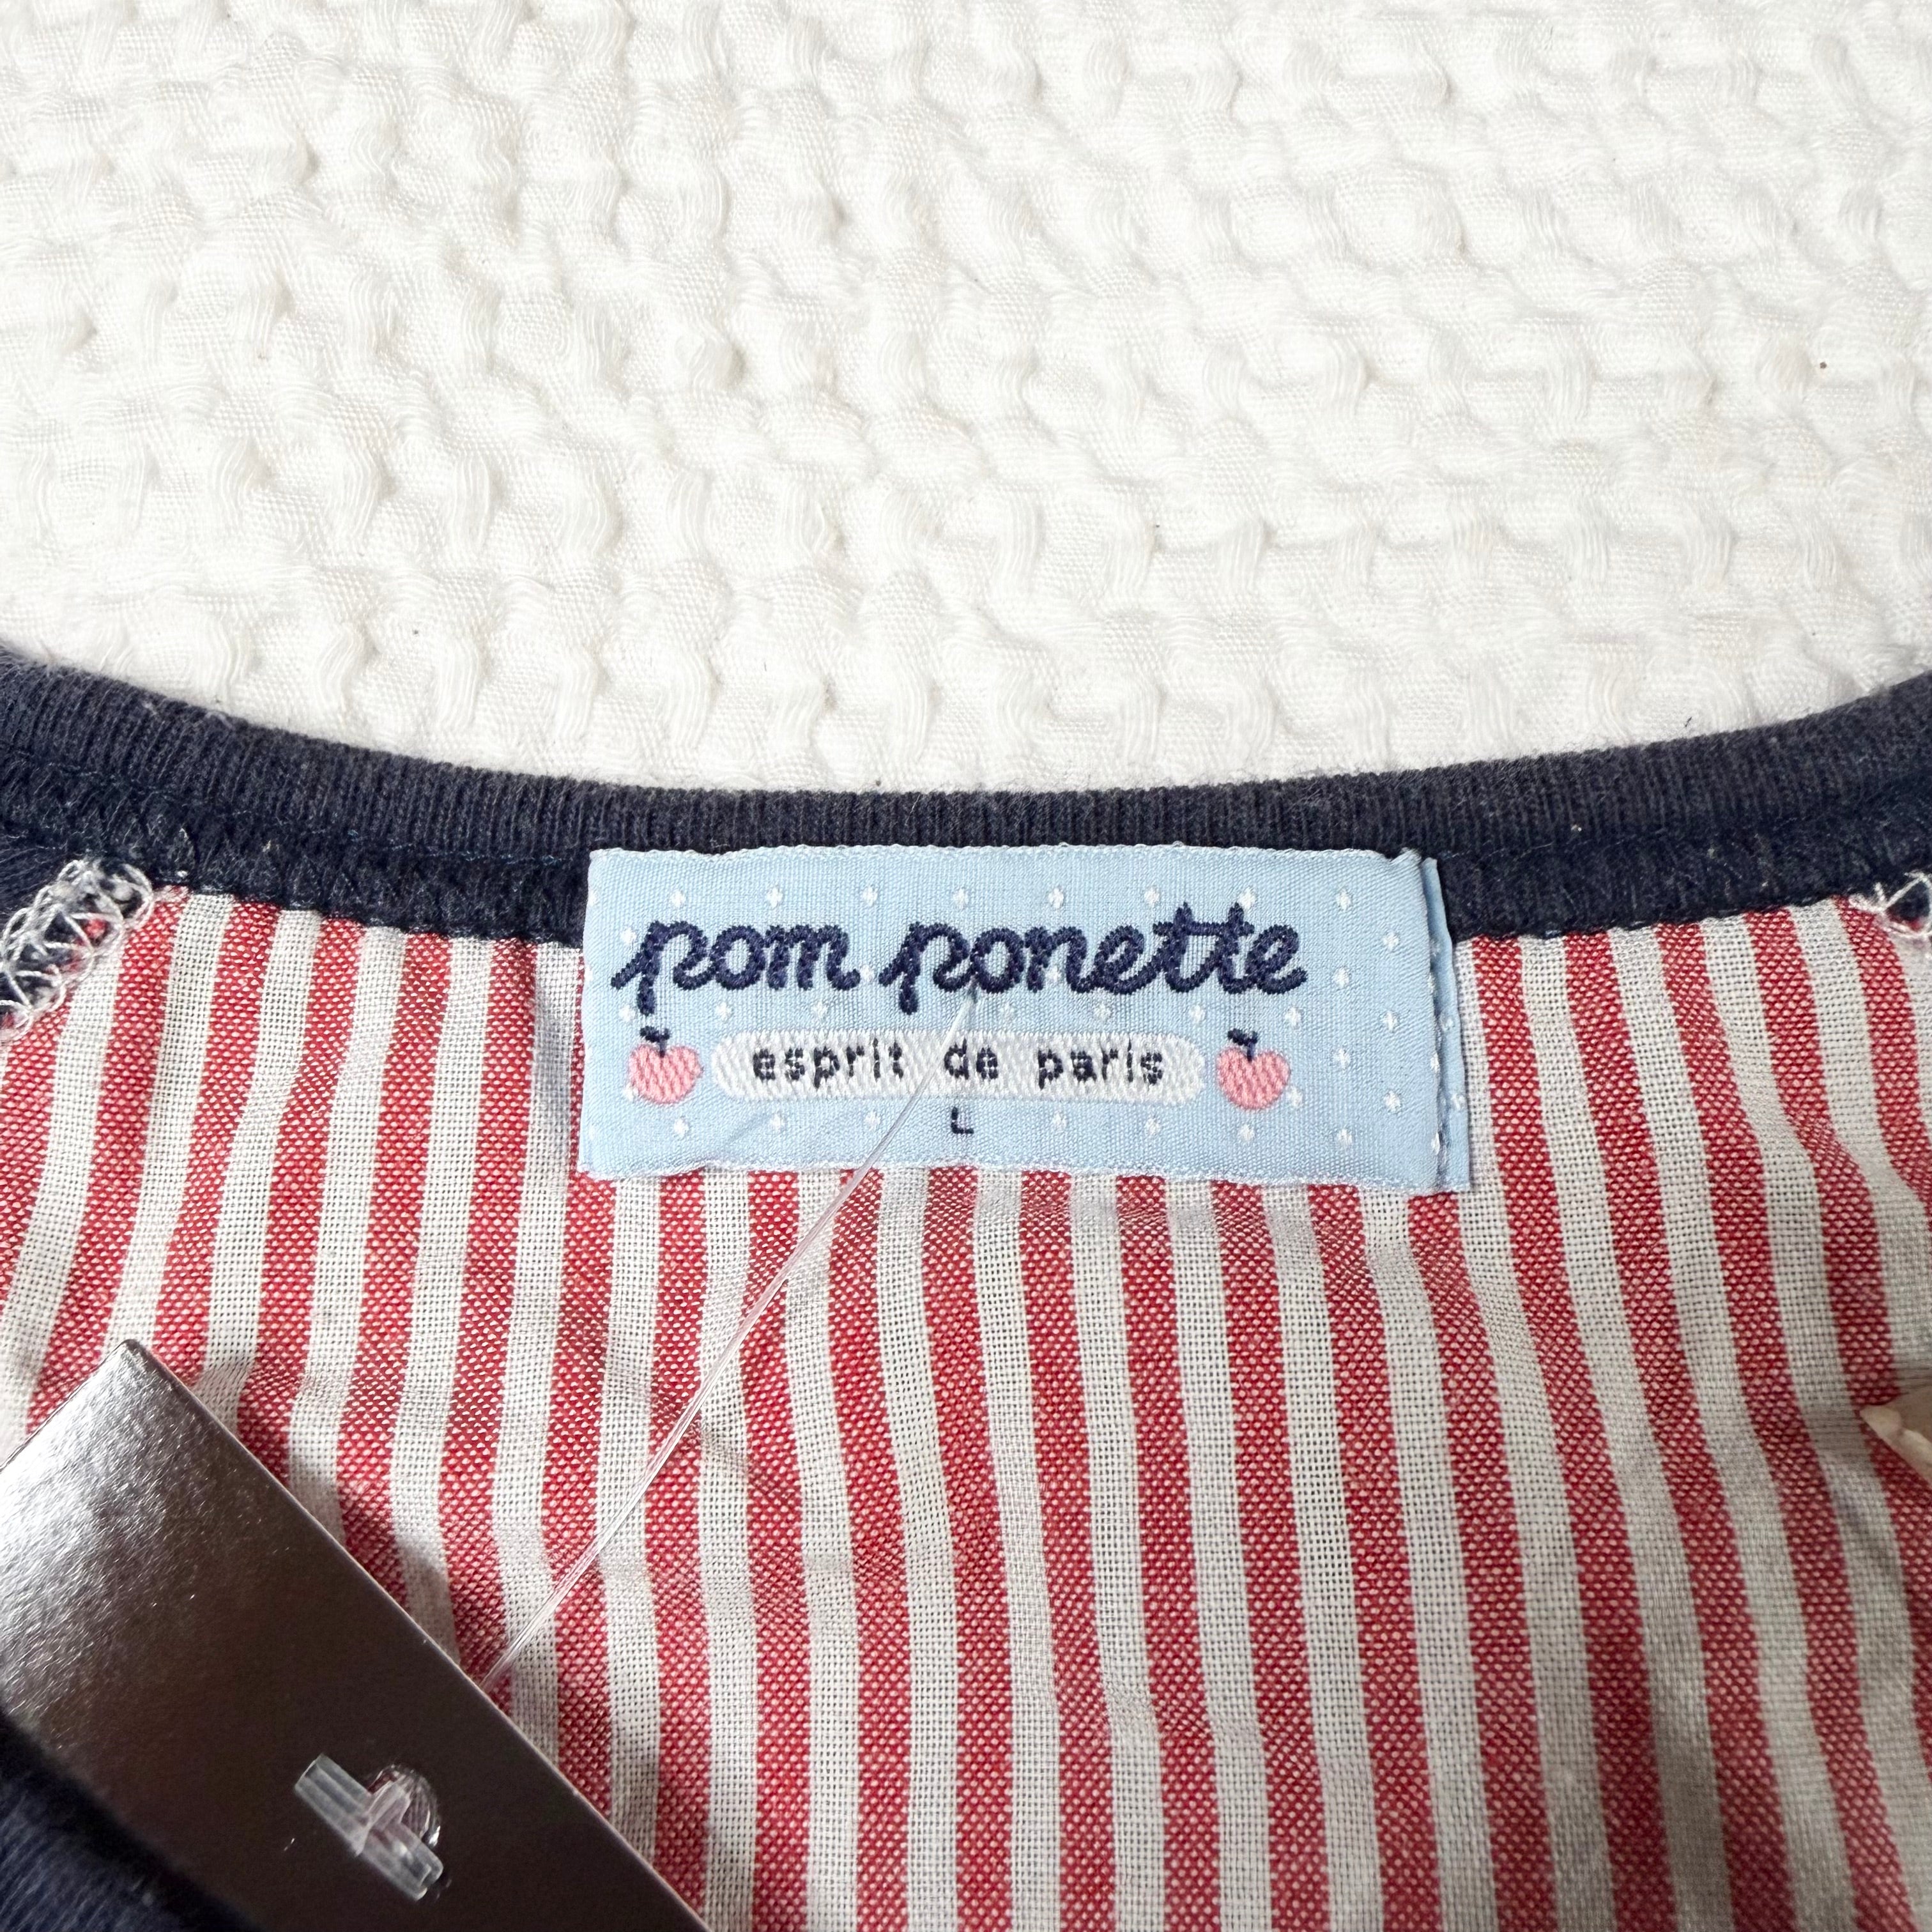 pom ponette
esprit de paris
L